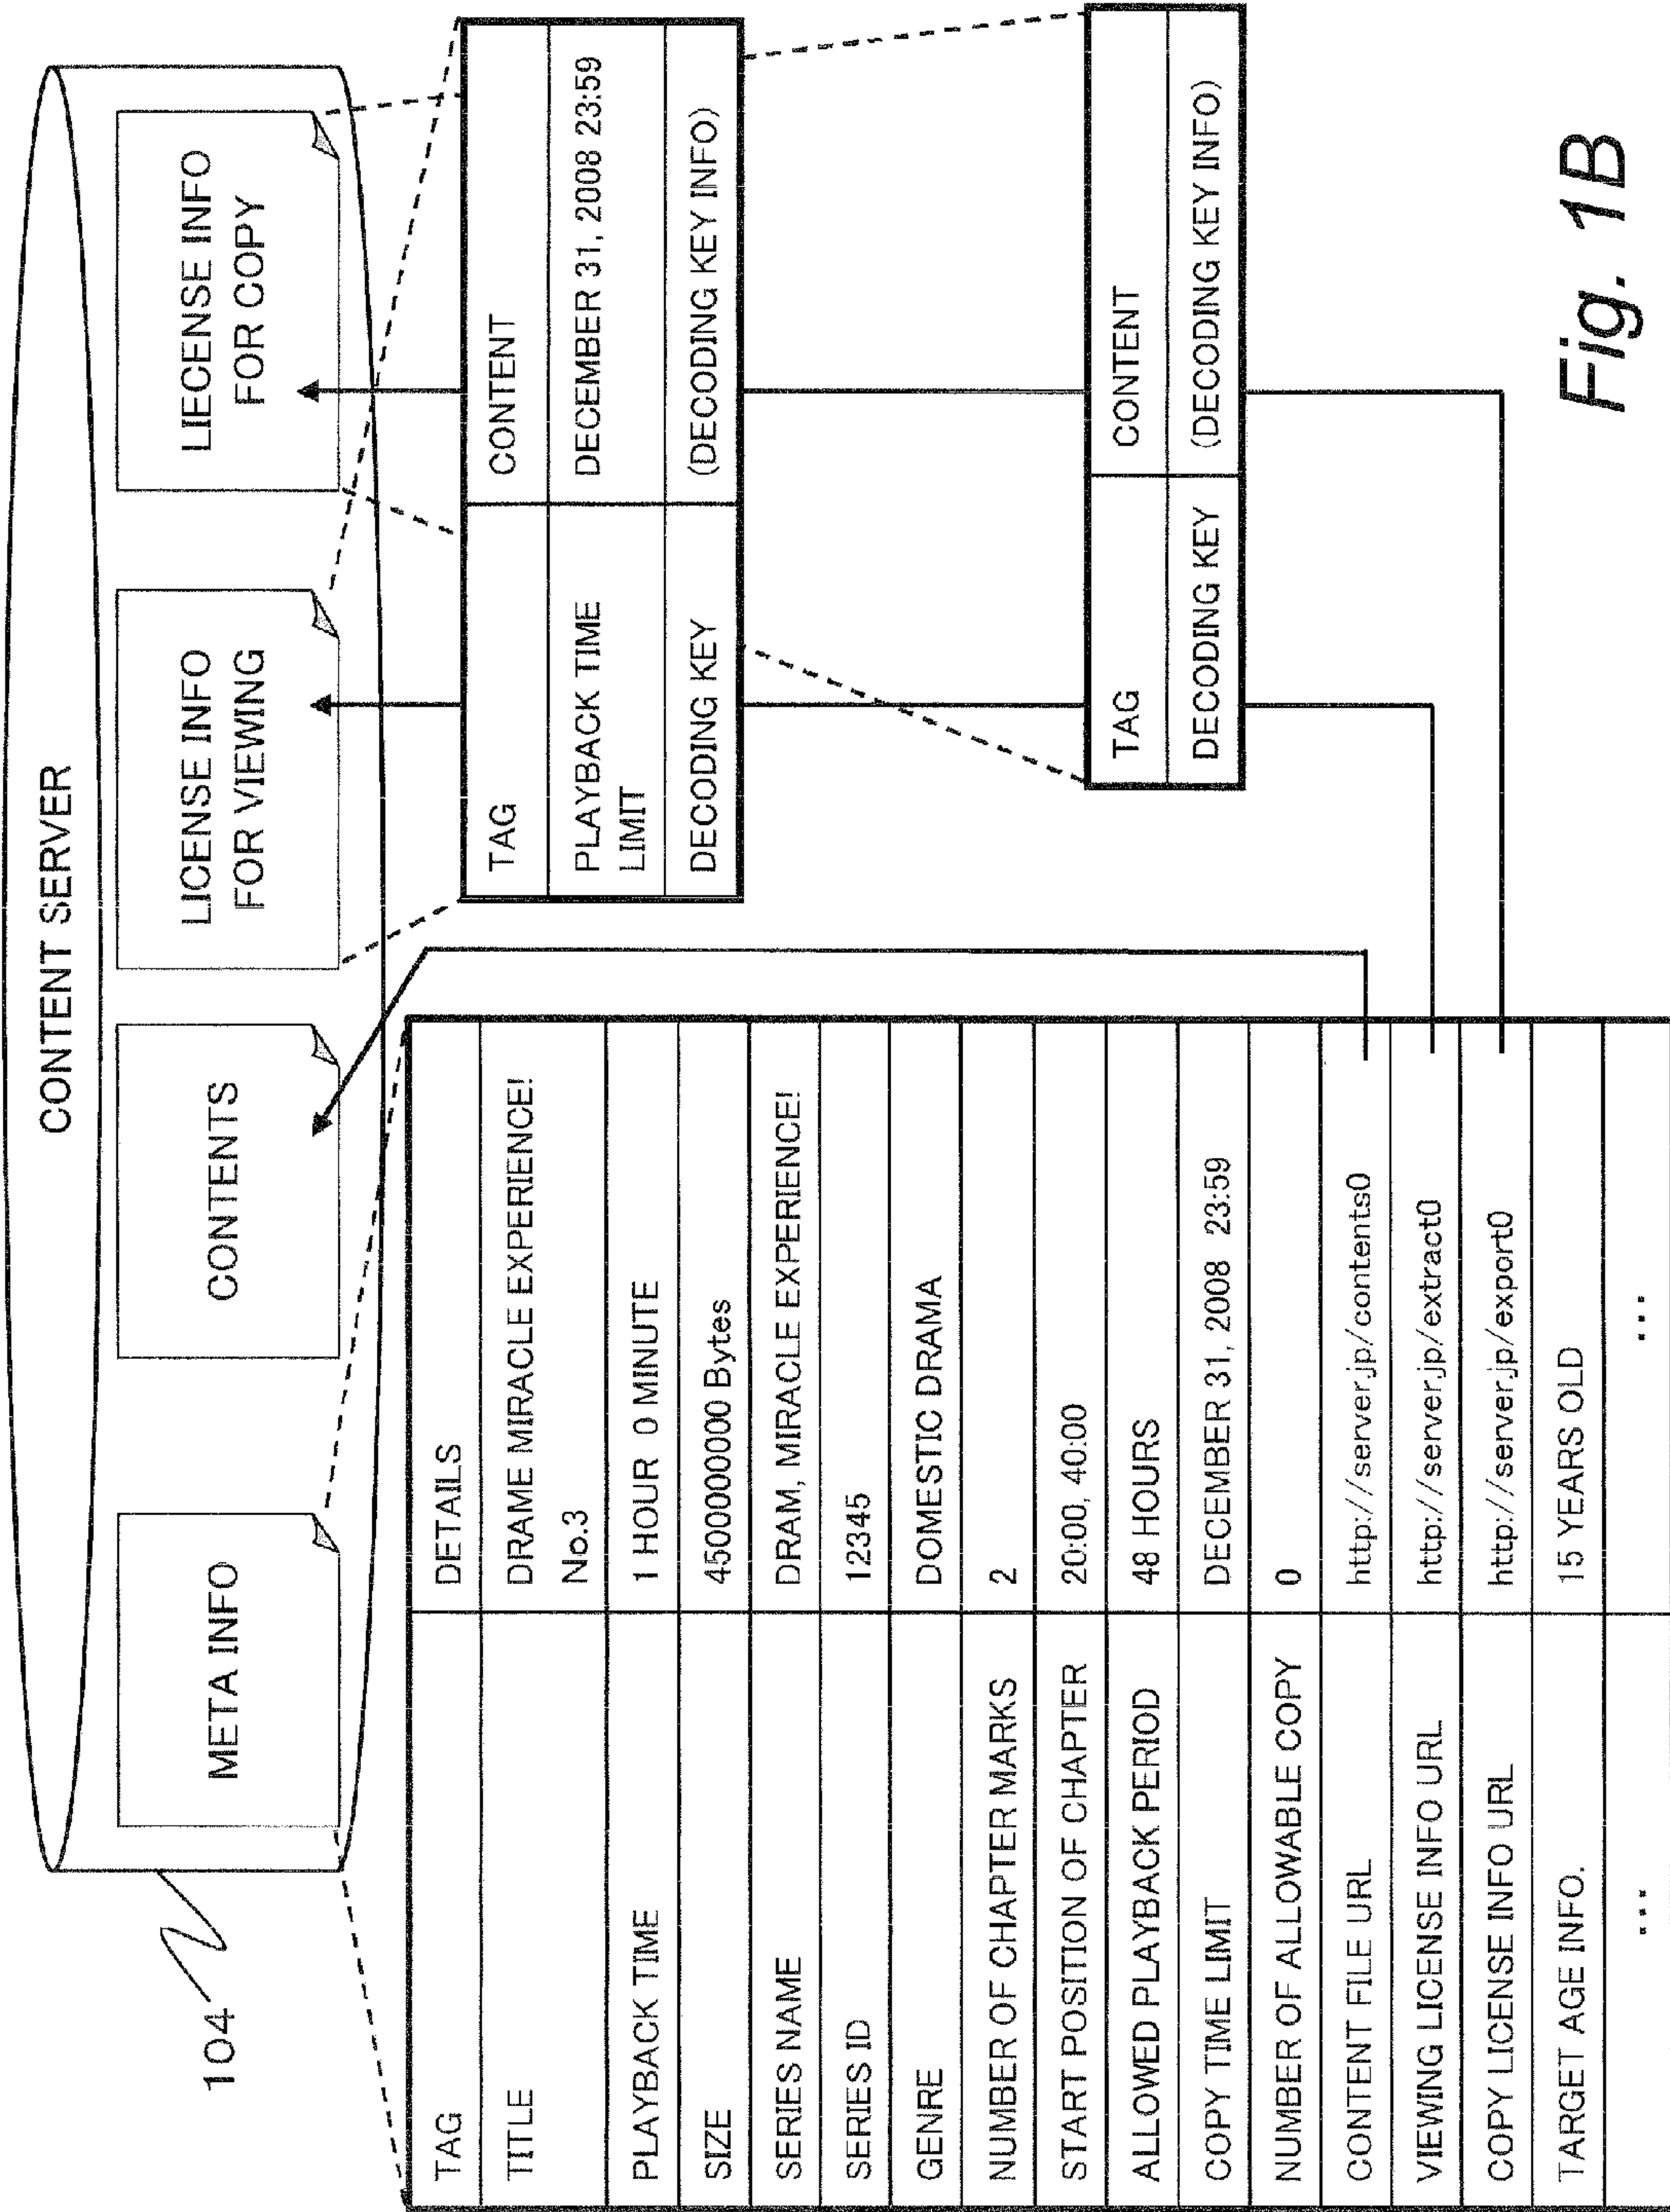 CONTENT SERVER
104
META INFO
CONTENTS
LICENSE INFO
FOR VIEWING
LIECENSE INFO
FOR COPY
TAG DETAILS
TITLE DRAME MIRACLE EXPERIENCE!
No.3
PLAYBACK TIME 1 HOUR 0 MINUTE
SIZE 4500000000 Bytes
SERIES NAME DRAM, MIRACLE EXPERIENCE!
SERIES ID 12345
GENRE DOMESTIC DRAMA
NUMBER OF CHAPTER MARKS 2
START POSITION OF CHAPTER 20:00, 40:00
ALLOWED PLAYBACK PERIOD 48 HOURS
COPY TIME LIMIT DECEMBER 31, 2008 23:59
NUMBER OF ALLOWABLE COPY 0
CONTENT FILE URL http://server.jp/contents0
VIEWING LICENSE INFO URL http://server.jp/extract0
COPY LICENSE INFO URL http://server.jp/export0
TARGET AGE INFO. 15 YEARS OLD
... ...
TAG CONTENT
PLAYBACK TIME
LIMIT DECEMBER 31, 2008 23:59
DECODING KEY (DECODING KEY INFO)
TAG CONTENT
DECODING KEY (DECODING KEY INFO)
Fig. 1B